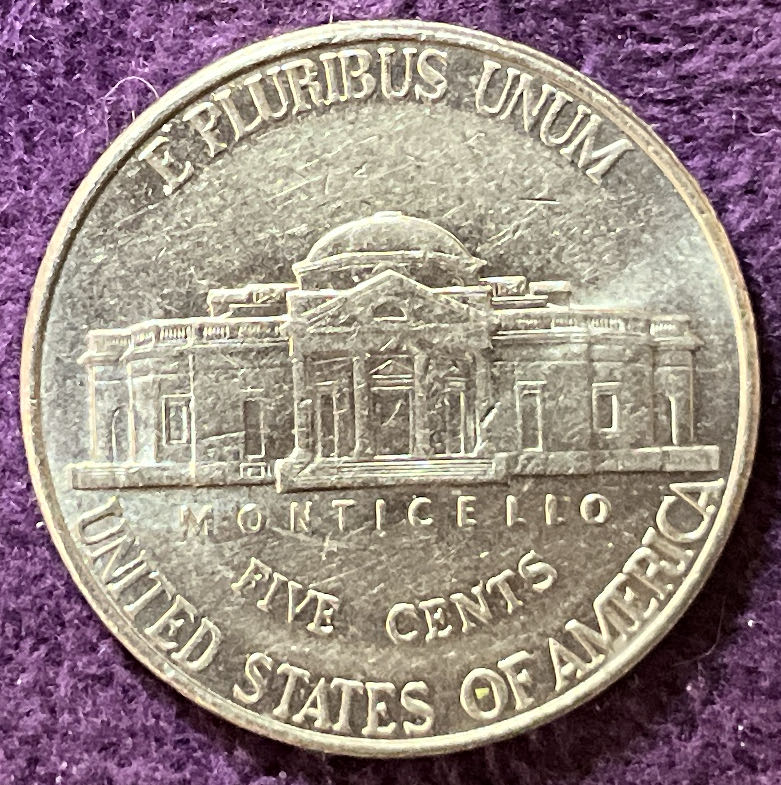 E PLURIBUS UNUM
MONTICELLO
FIVE CENTS
UNITED STATES OF AMERICA